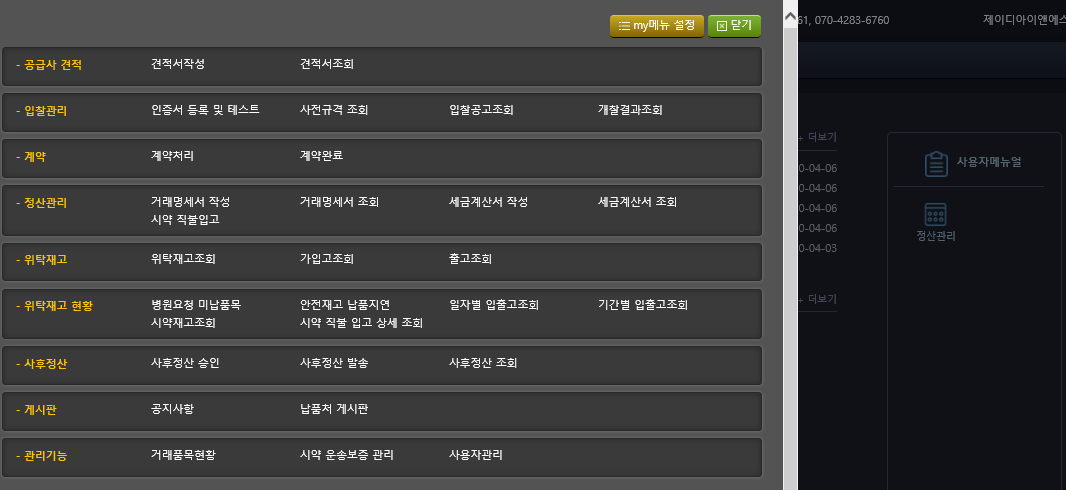 my메뉴 설정 닫기
61, 070-4283-6760 제이디아이앤에스
- 공급사 견적 견적서작성 견적서조회
- 입찰관리 인증서 등록 및 테스트 사전규격 조회 입찰공고조회 개찰결과조회
- 계약 계약처리 계약완료
- 정산관리 거래명세서 작성 거래명세서 조회 세금계산서 작성 세금계산서 조회
시약 직불입고
- 위탁재고 위탁재고조회 가입고조회 출고조회
- 위탁재고 현황 병원요청 미납품목 안전재고 납품지연 일자별 입출고조회 기간별 입출고조회
시약재고조회 시약 직불 입고 상세 조회
- 사후정산 사후정산 승인 사후정산 발송 사후정산 조회
- 게시판 공지사항 납품처 게시판
- 관리기능 거래품목현황 시약 운송보증 관리 사용자관리
+ 더보기
0-04-06
0-04-06
0-04-06
0-04-06
0-04-03
+ 더보기
사용자메뉴얼
정산관리